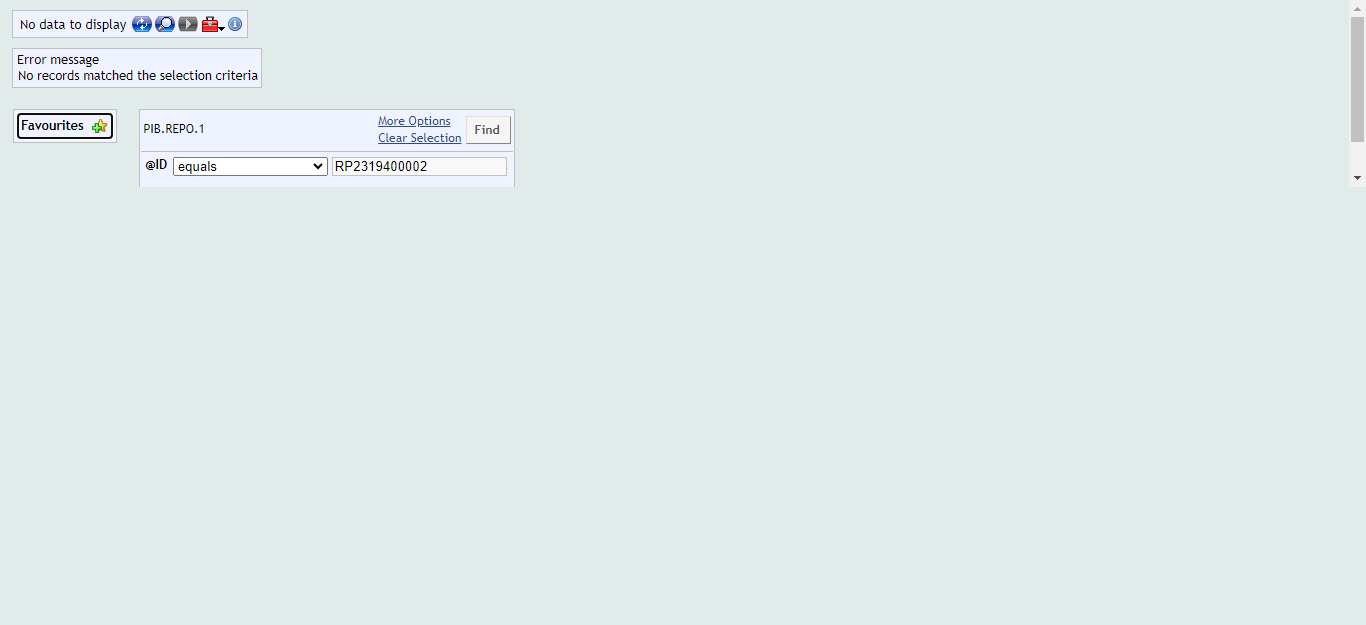 No data to display
Error message
No records matched the selection criteria
Favourites
PIB.REPO.1
More Options
Clear Selection
Find
@ID equals RP2319400002